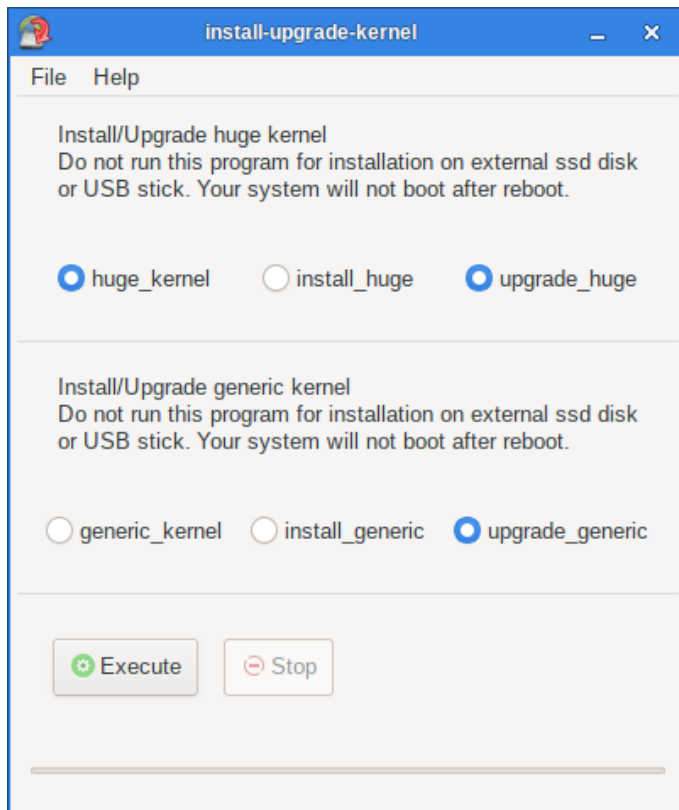 install-upgrade-kernel
File Help
Install/Upgrade huge kernel
Do not run this program for installation on external ssd disk
or USB stick. Your system will not boot after reboot.
huge_kernel install_huge upgrade_huge
Install/Upgrade generic kernel
Do not run this program for installation on external ssd disk
or USB stick. Your system will not boot after reboot.
generic_kernel install_generic upgrade_generic
Execute Stop